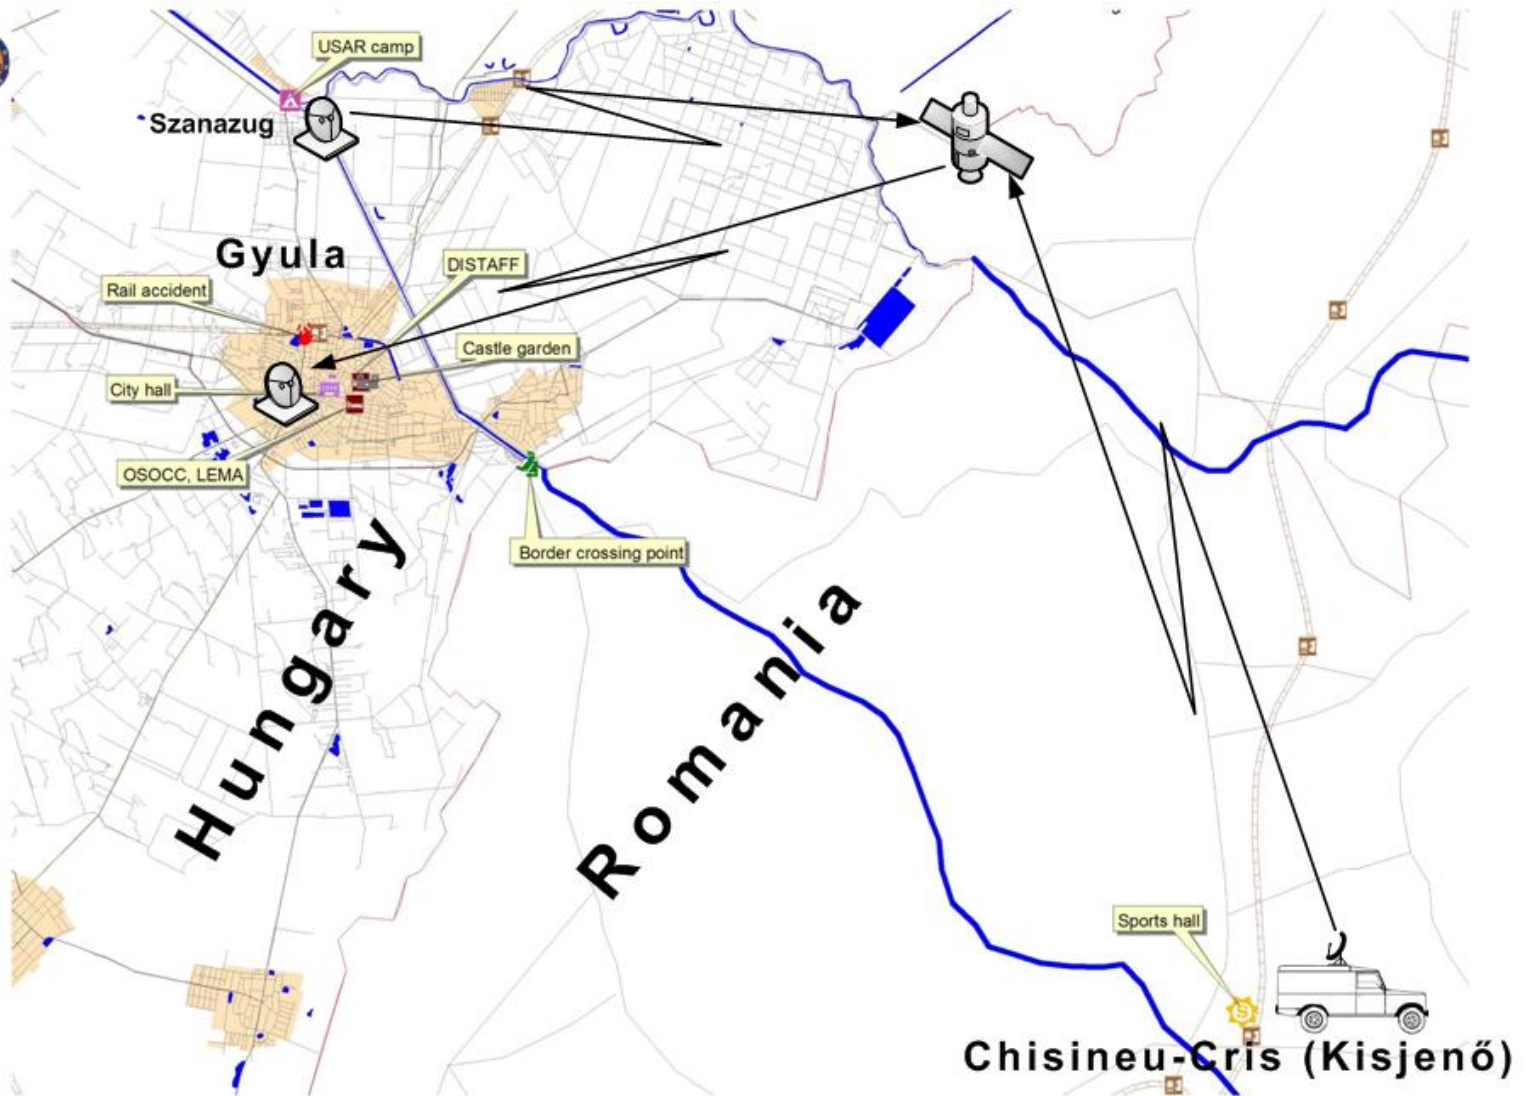 USAR camp
Szanazug
Gyula
DISTAFF
Rail accident
Castle garden
City hall
OSOCC, LEMA
Border crossing point
Hungary
Romania
Sports hall
S
Chisineu-Cris (Kisjenő)